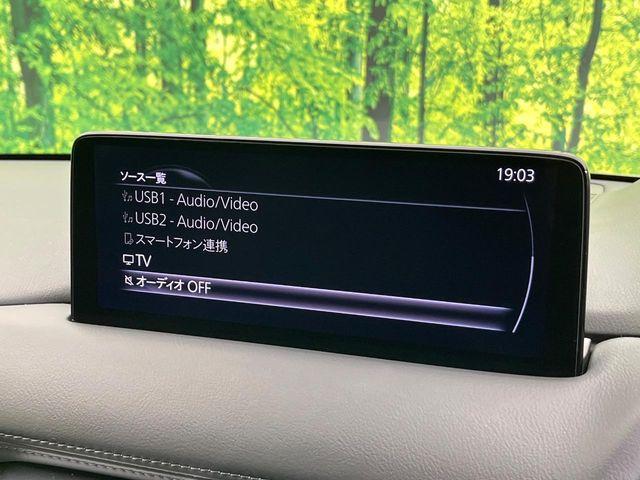 ソース一覧
19:03
USB1 - Audio/Video
USB2 - Audio/Video
スマートフォン連携
TV
オーディオ OFF